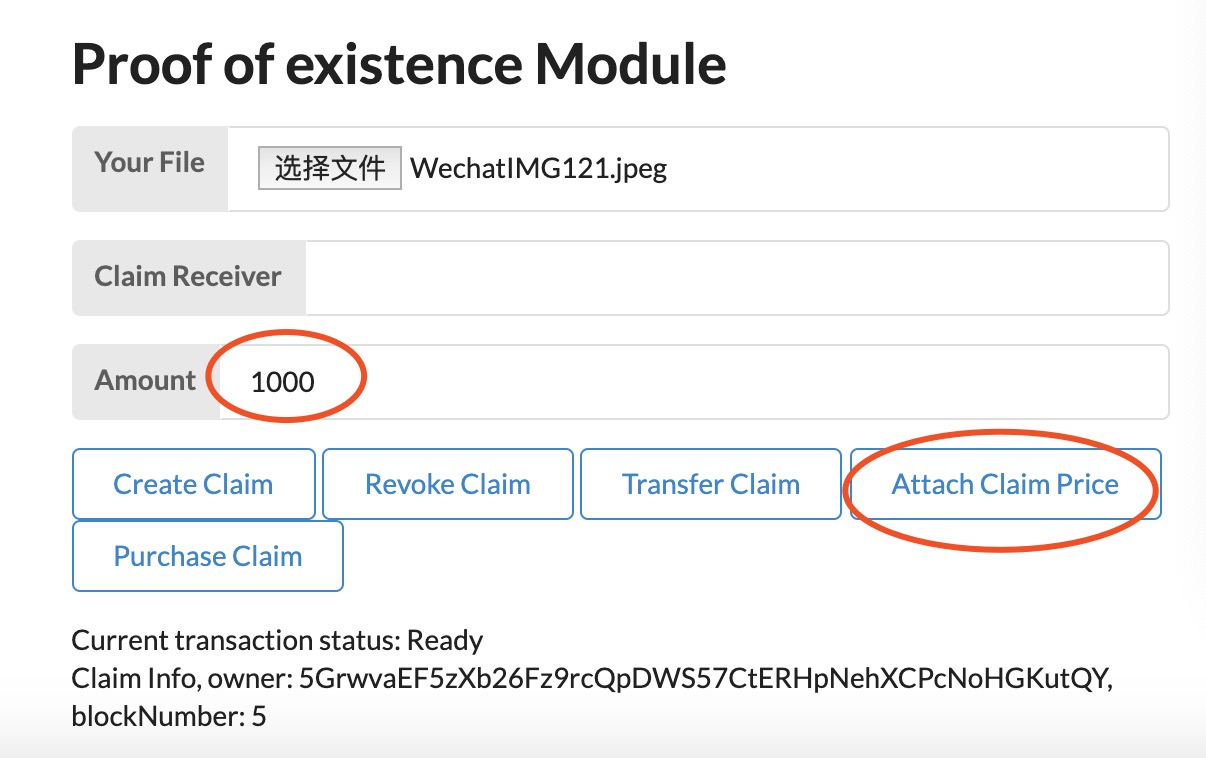 Proof of existence Module
Your File 选择文件 WechatIMG121.jpeg
Claim Receiver
Amount 1000
Create Claim Revoke Claim Transfer Claim Attach Claim Price
Purchase Claim
Current transaction status: Ready
Claim Info, owner: 5GrwvaEF5zXb26Fz9rcQpDWS57CtERHpNehXCPcNoHGKutQY,
blockNumber: 5